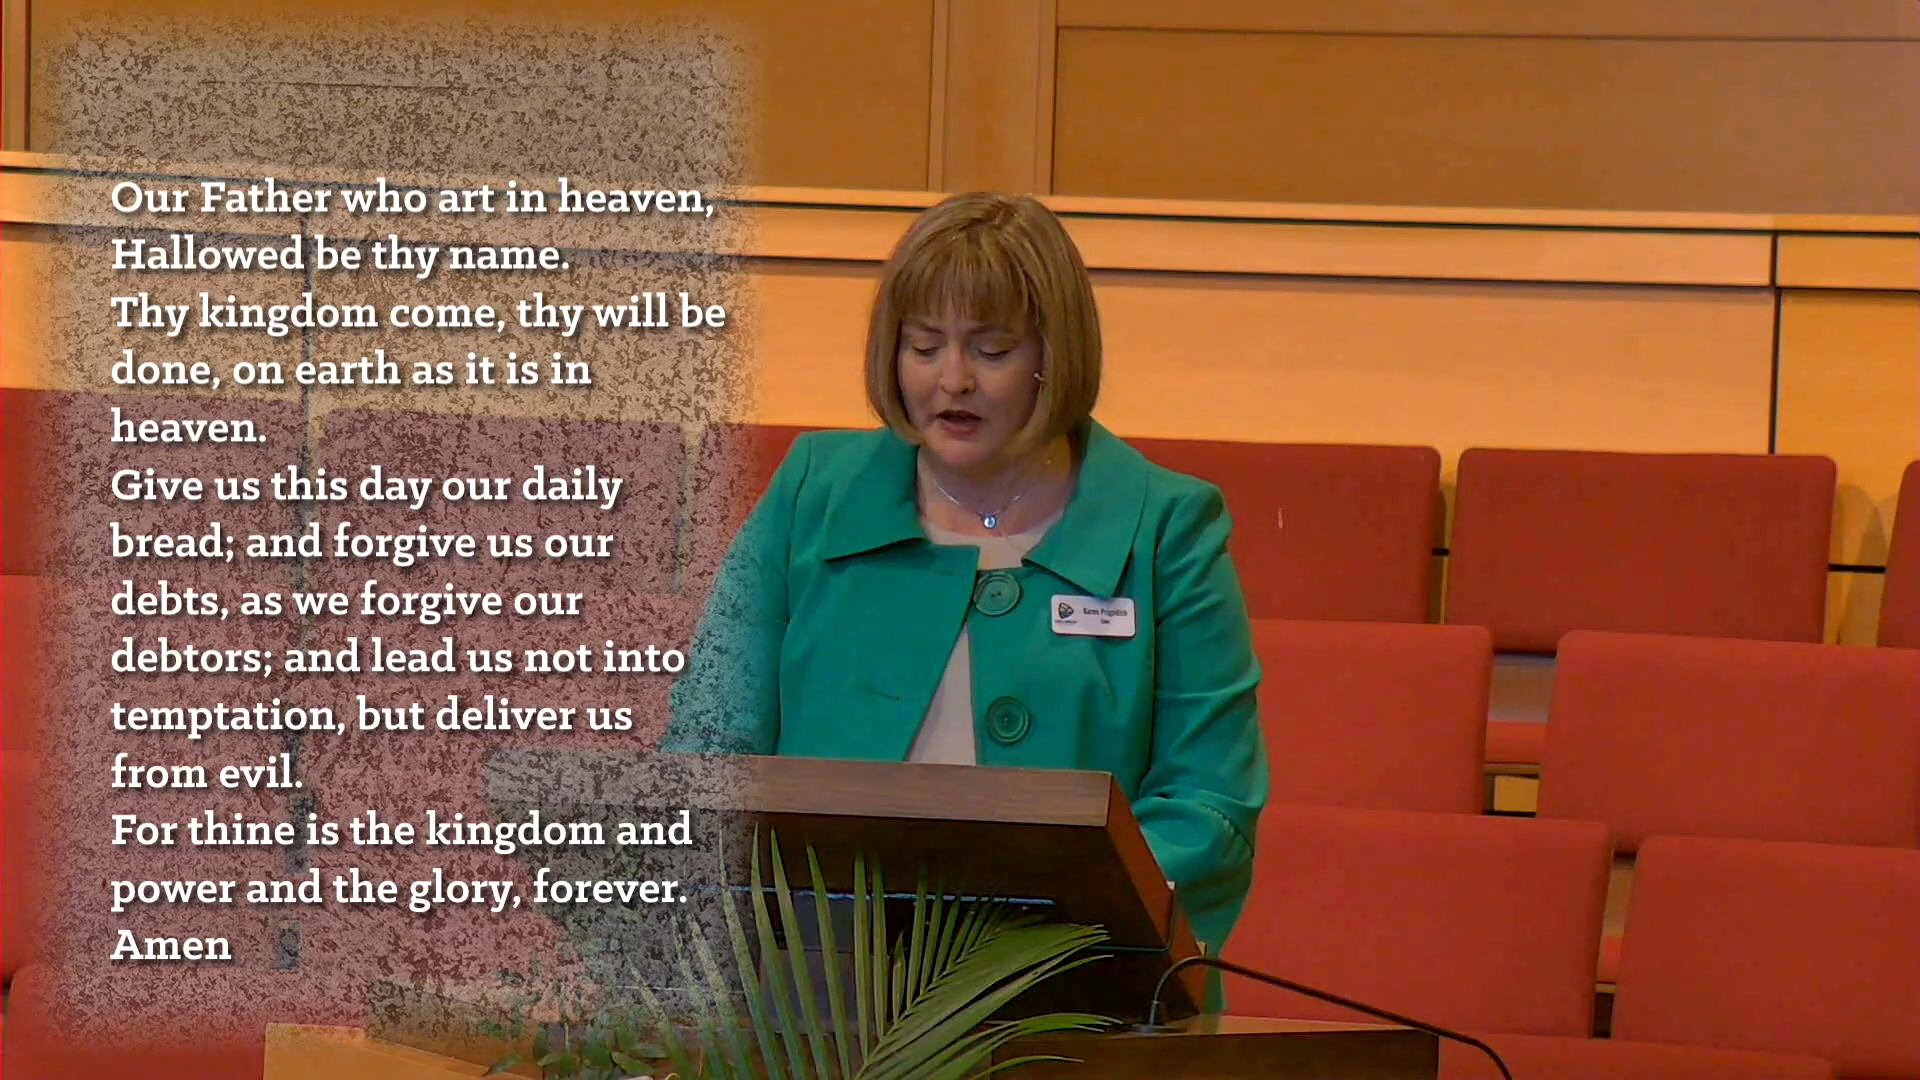 Our Father who art in heaven,
Hallowed be thy name.
Thy kingdom come, thy will be
done, on earth as it is in
heaven.
Give us this day our daily
bread; and forgive us our
debts, as we forgive our
debtors; and lead us not into
temptation, but deliver us
from evil.
For thine is the kingdom and
power and the glory, forever.
Amen
Karen